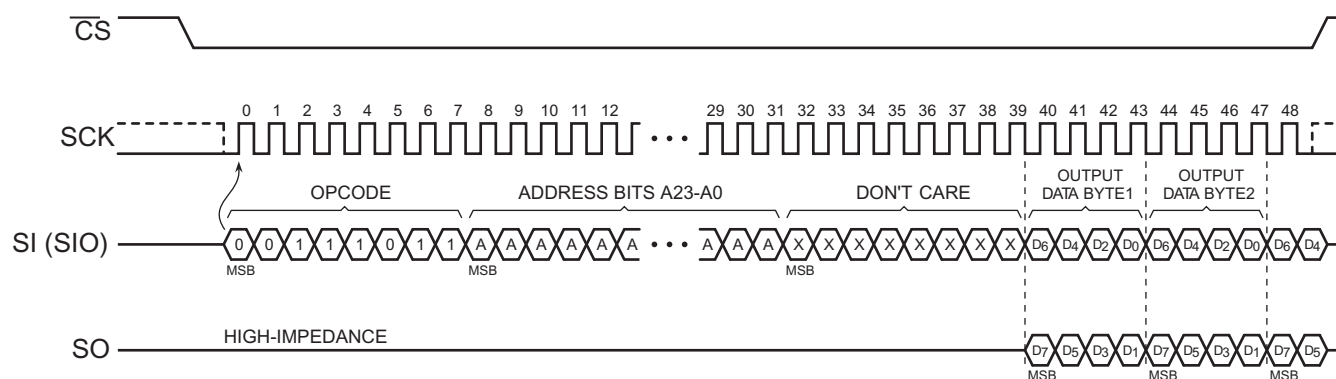 CS
0 1 2 3 4 5 6 7 8 9 10 11 12 29 30 31 32 33 34 35 36 37 38 39 40 41 42 43 44 45 46 47 48
SCK
OPCODE ADDRESS BITS A23-A0 DON'T CARE OUTPUT DATA BYTE1 OUTPUT DATA BYTE2
SI (SIO) 0 0 1 1 1 0 1 1 A A A A A A • • • A A A X X X X X X X X D6 D4 D2 D0 D6 D4 D2 D0 D6 D4
MSB MSB MSB
HIGH-IMPEDANCE
SO D7 D5 D3 D1 D7 D5 D3 D1 D7 D5
MSB MSB MSB